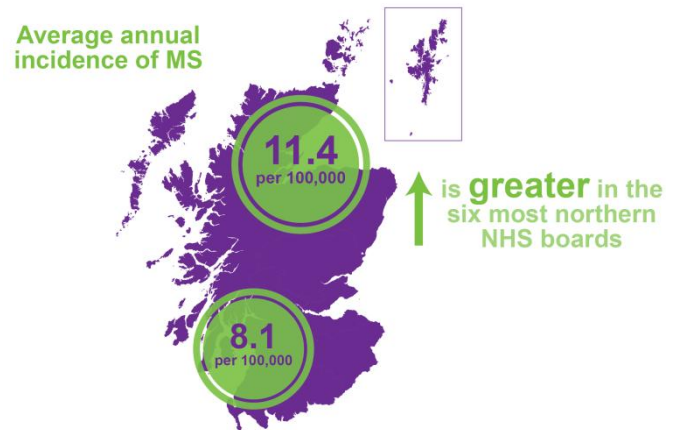 Average annual
incidence of MS
11.4
per 100,000
is greater in the
six most northern
NHS boards
8.1
per 100,000